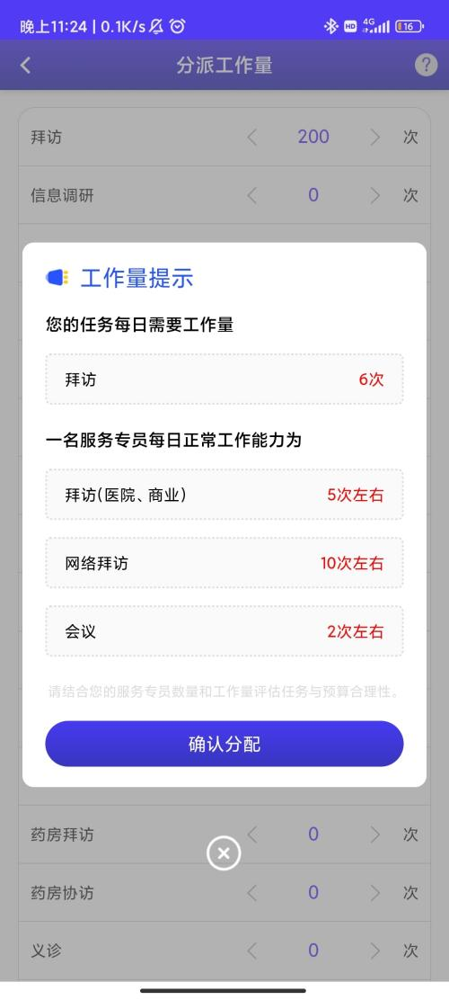 晚上11:24 | 0.1K/s HD 4G 16
分派工作量 ?
拜访 200 次
信息调研 0 次
工作量提示
您的任务每日需要工作量
拜访 6次
一名服务专员每日正常工作能力为
拜访(医院、商业) 5次左右
网络拜访 10次左右
会议 2次左右
请结合您的服务专员数量和工作量评估任务与预算合理性。
确认分配
药房拜访 0 次
药房协访 0 次
义诊 0 次